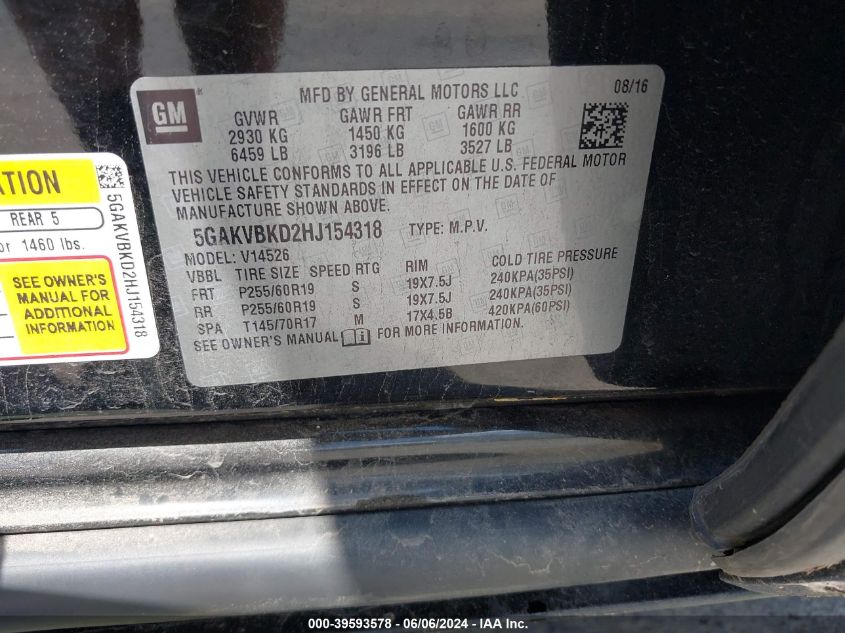 GM
MFD BY GENERAL MOTORS LLC
08/16
GVWR GAWR FRT GAWR RR
2930 KG 1450 KG 1600 KG
6459 LB 3196 LB 3527 LB
THIS VEHICLE CONFORMS TO ALL APPLICABLE U.S. FEDERAL MOTOR
VEHICLE SAFETY STANDARDS IN EFFECT ON THE DATE OF
MANUFACTURE SHOWN ABOVE.
5GAKVBKD2HJ154318 TYPE: M.P.V.
MODEL: V14526
VBBL TIRE SIZE SPEED RTG RIM COLD TIRE PRESSURE
FRT P255/60R19 S 19X7.5J 240KPA(35PSI)
RR P255/60R19 S 19X7.5J 240KPA(35PSI)
SPA T145/70R17 M 17X4.5B 420KPA(60PSI)
SEE OWNER'S MANUAL FOR MORE INFORMATION.
ATION
REAR 5
or 1460 lbs.
SEE OWNER'S
MANUAL FOR
ADDITIONAL
INFORMATION
5GAKVBKD2HJ154318
000-39593578 - 06/06/2024 - IAA Inc.